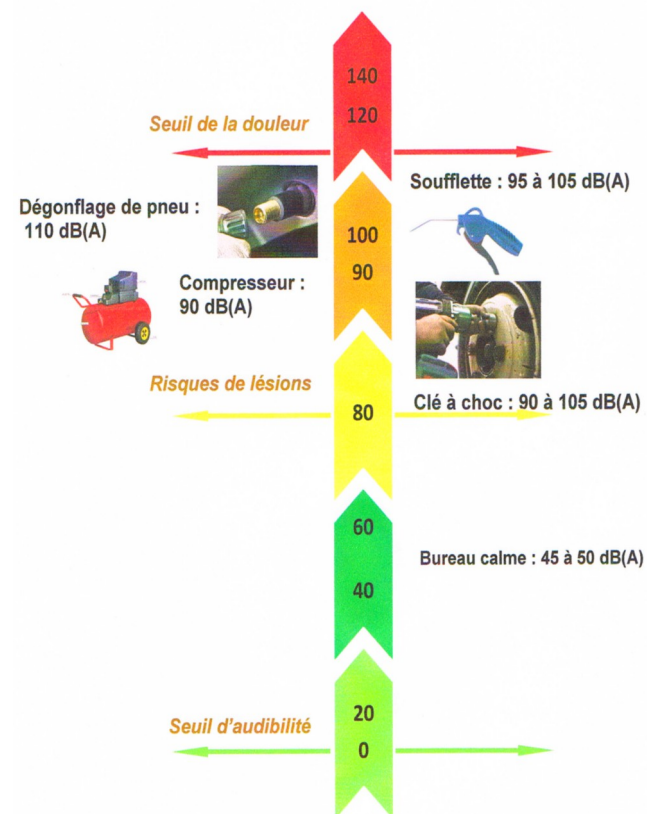 140
120
Seuil de la douleur
Soufflette : 95 à 105 dB(A)
Dégonflage de pneu :
110 dB(A)
100
90
Compresseur :
90 dB(A)
Risques de lésions
80
Clé à choc : 90 à 105 dB(A)
60
Bureau calme : 45 à 50 dB(A)
40
20
Seuil d'audibilité
0